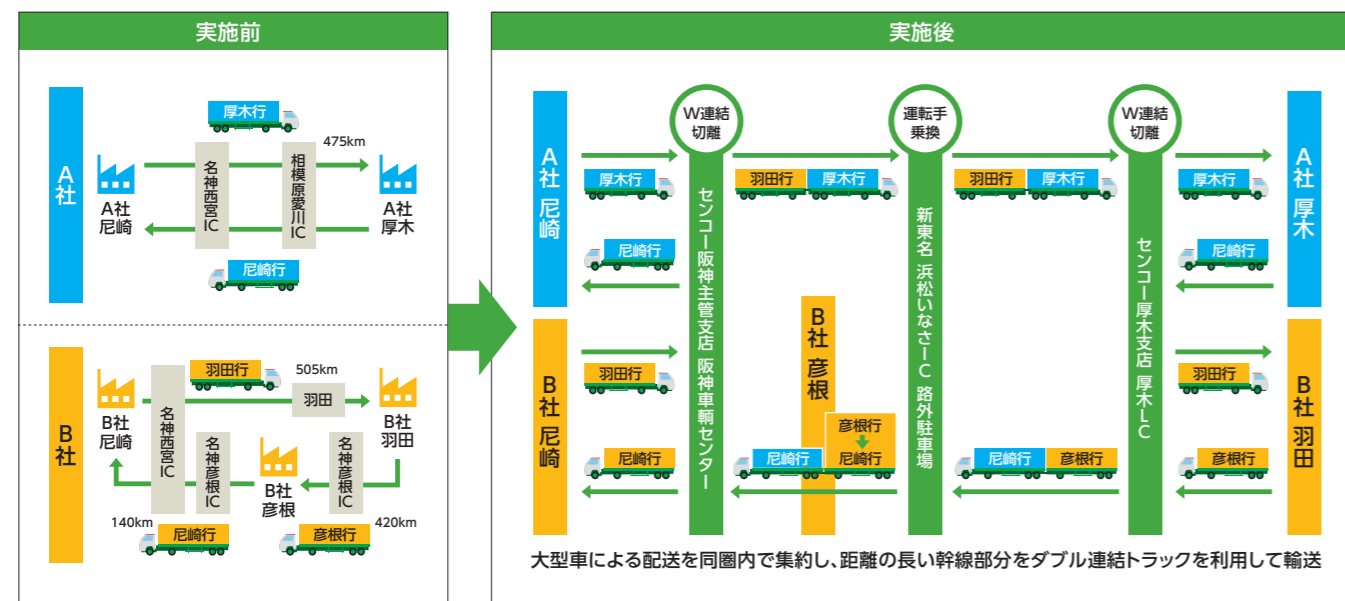 実施前
A社
厚木行
475km
名神西宮IC
相模原愛川IC
A社
尼崎
A社
厚木
尼崎行
B社
羽田行
505km
羽田
B社
尼崎
名神西宮IC
名神彦根IC
B社
彦根
名神彦根IC
B社
羽田
140km
尼崎行
彦根行
420km
実施後
A社 尼崎
W連結
切離
運転手
乗換
W連結
切離
A社 厚木
厚木行
羽田行
厚木行
羽田行
厚木行
厚木行
尼崎行
尼崎行
センコー阪神主管支店 阪神車輌センター
新東名 浜松いなさIC 路外駐車場
センコー厚木支店 厚木LC
B社 尼崎
B社 彦根
B社 羽田
羽田行
羽田行
尼崎行
尼崎行
彦根行
尼崎行
尼崎行
彦根行
彦根行
大型車による配送を同圏内で集約し、距離の長い幹線部分をダブル連結トラックを利用して輸送